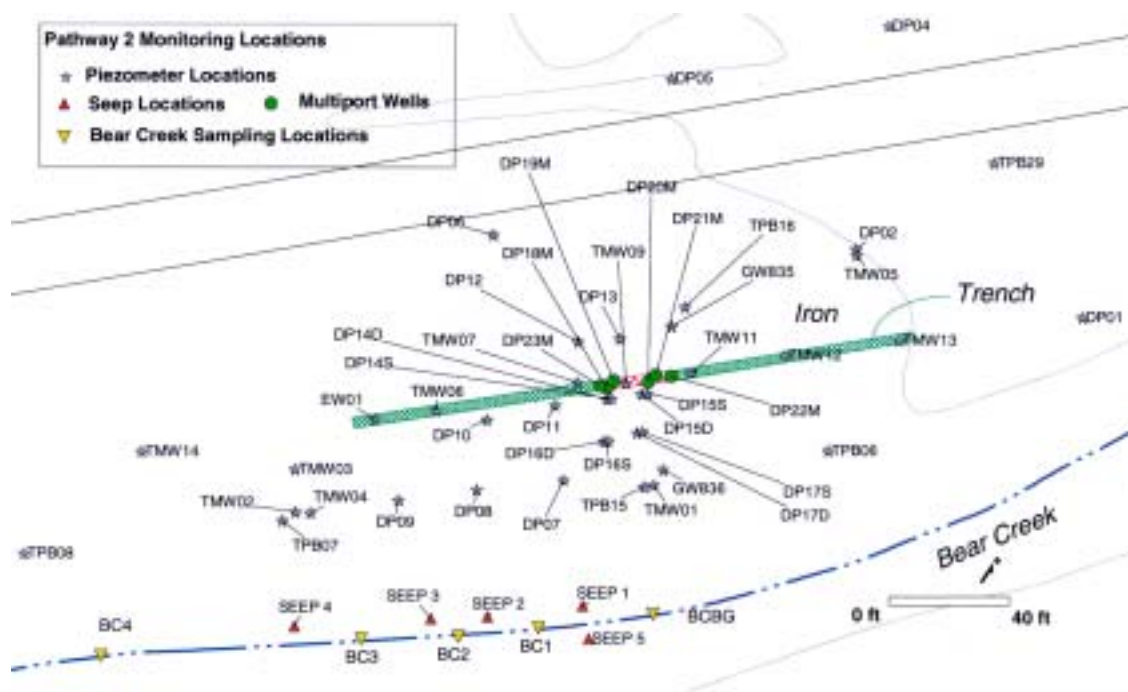 Pathway 2 Monitoring Locations
Piezometer Locations
Seep Locations
Multiport Wells
Bear Creek Sampling Locations
DP04
DP05
TPB29
DP19M
DP20M
DP06
DP21M
TPB16
DP02
DP18M
TMW09
TMW05
GW835
DP12
DP13
Trench
Iron
DP01
DP14D
TMW07
DP23M
TMW11
TMW13
TMW12
DP14S
TMW06
EW01
DP15S
DP22M
DP10
DP11
DP15D
TMW14
DP16D
DP16S
TPB06
TMW03
GW836
DP17S
TMW02
TMW04
DP09
DP08
DP07
TPB15
TMW01
DP17D
TPB07
TPB08
Bear Creek
SEEP 4
SEEP 3
SEEP 2
SEEP 1
0 ft
40 ft
BC4
BCBG
BC3
BC2
BC1
SEEP 5